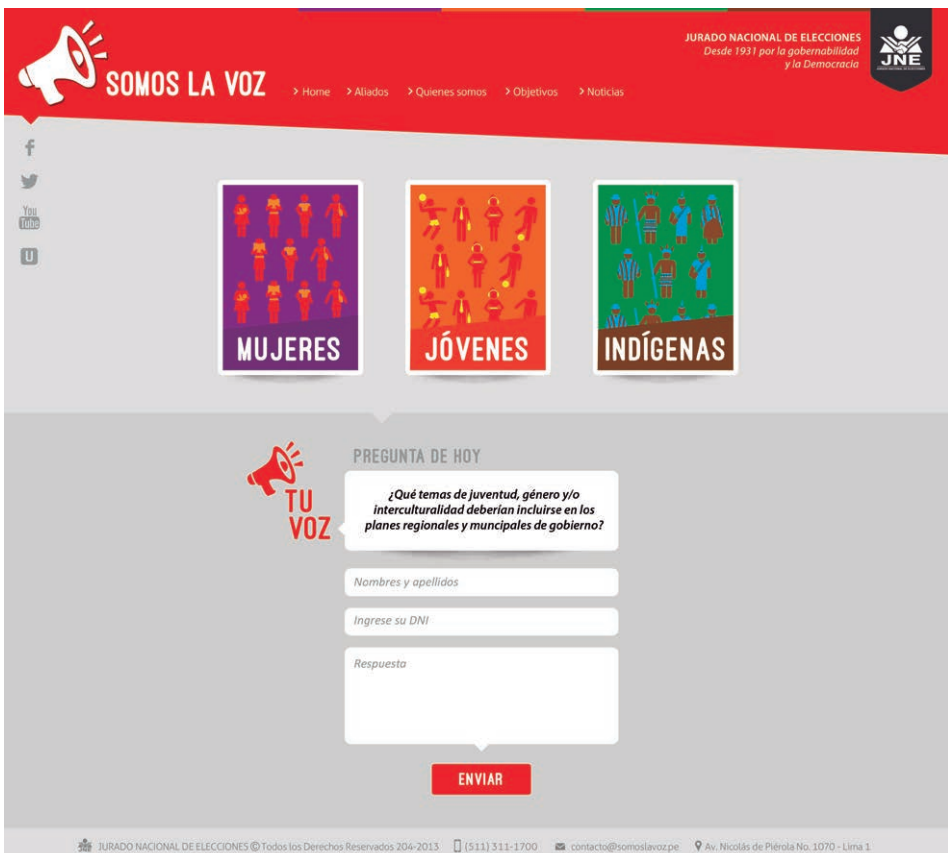 JURADO NACIONAL DE ELECCIONES
Desde 1931 por la gobernabilidad
y la Democracia
JNE
SOMOS LA VOZ
> Home > Aliados > Quienes somos > Objetivos > Noticias
f
You
Tube
U
MUJERES
JÓVENES
INDÍGENAS
TU
VOZ
PREGUNTA DE HOY
¿Qué temas de juventud, género y/o
interculturalidad deberían incluirse en los
planes regionales y muncipales de gobierno?
Nombres y apellidos
Ingrese su DNI
Respuesta
ENVIAR
JURADO NACIONAL DE ELECCIONES © Todos los Derechos Reservados 204-2013 (511) 311-1700 contacto@somoslavoz.pe Av. Nicolás de Piérola No. 1070 - Lima 1